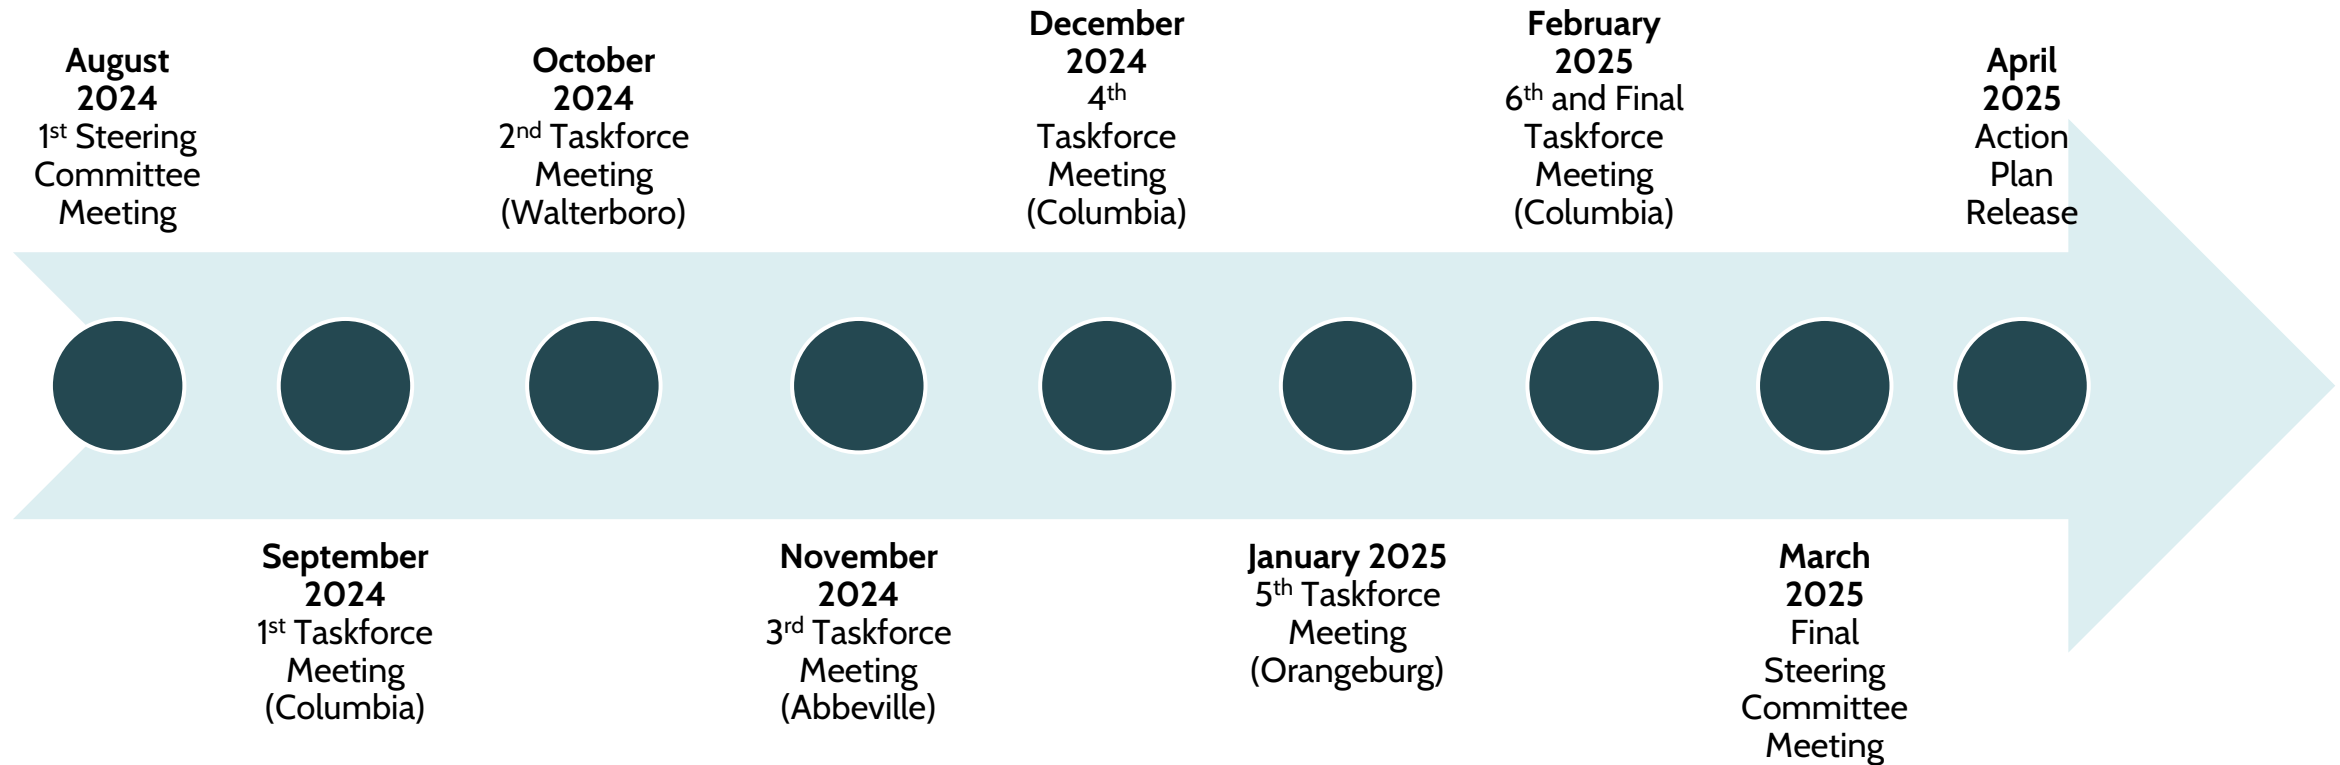 August
2024
1st Steering
Committee
Meeting
September
2024
1st Taskforce
Meeting
(Columbia)
October
2024
2nd Taskforce
Meeting
(Walterboro)
November
2024
3rd Taskforce
Meeting
(Abbeville)
December
2024
4th
Taskforce
Meeting
(Columbia)
January 2025
5th Taskforce
Meeting
(Orangeburg)
February
2025
6th and Final
Taskforce
Meeting
(Columbia)
March
2025
Final
Steering
Committee
Meeting
April
2025
Action
Plan
Release